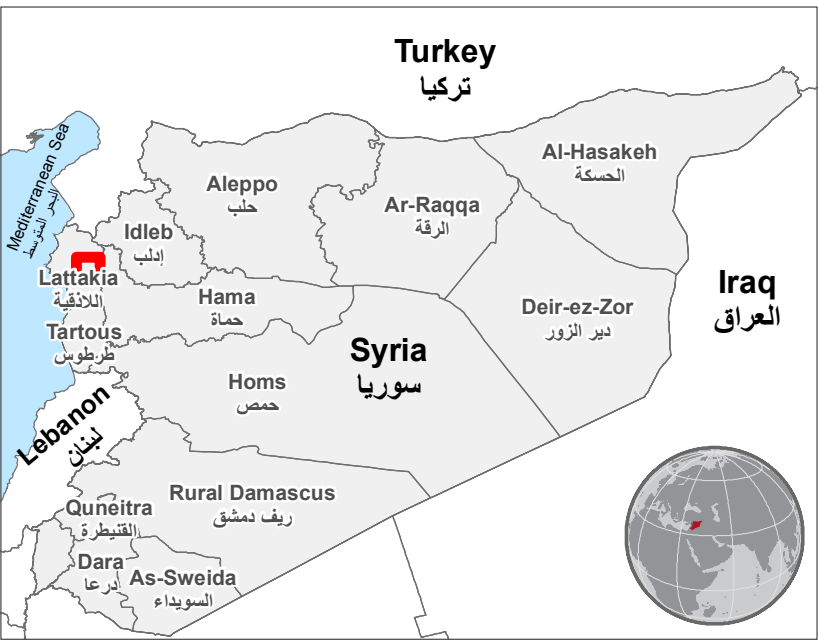 Turkey
تركيا
Mediterranean Sea
البحر المتوسط
Al-Hasakeh
الحسكة
Aleppo
حلب
Ar-Raqqa
الرقة
Idleb
إدلب
Lattakia
اللاذقية
Hama
حماة
Iraq
العراق
Deir-ez-Zor
دير الزور
Tartous
طرطوس
Syria
سوريا
Homs
حمص
Lebanon
لبنان
Rural Damascus
ريف دمشق
Quneitra
القنيطرة
Dara
درعا
As-Sweida
السويداء